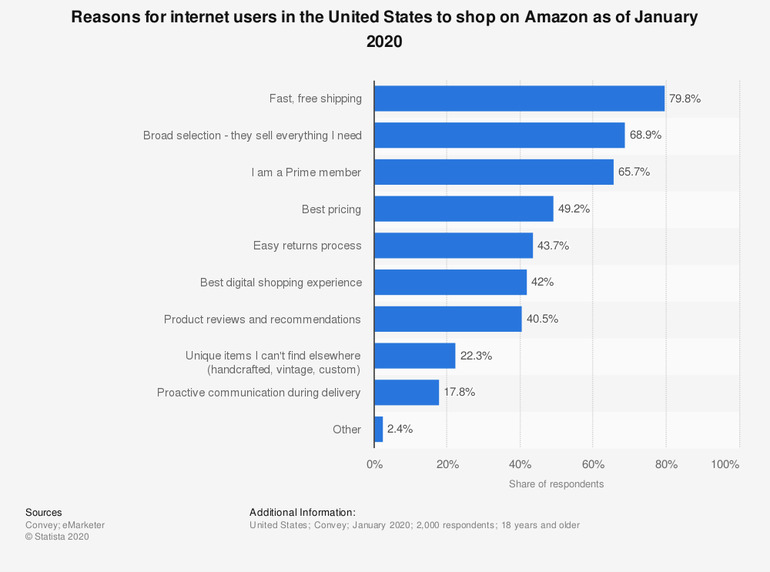 Reasons for internet users in the United States to shop on Amazon as of January
2020
Fast, free shipping
79.8%
Broad selection - they sell everything I need
68.9%
I am a Prime member
65.7%
Best pricing
49.2%
Easy returns process
43.7%
Best digital shopping experience
42%
Product reviews and recommendations
40.5%
Unique items I can't find elsewhere
(handcrafted, vintage, custom)
22.3%
Proactive communication during delivery
17.8%
Other
2.4%
0%
20%
40%
60%
80%
100%
Share of respondents
Sources
Convey; eMarketer
© Statista 2020
Additional Information:
United States; Convey; January 2020; 2,000 respondents; 18 years and older